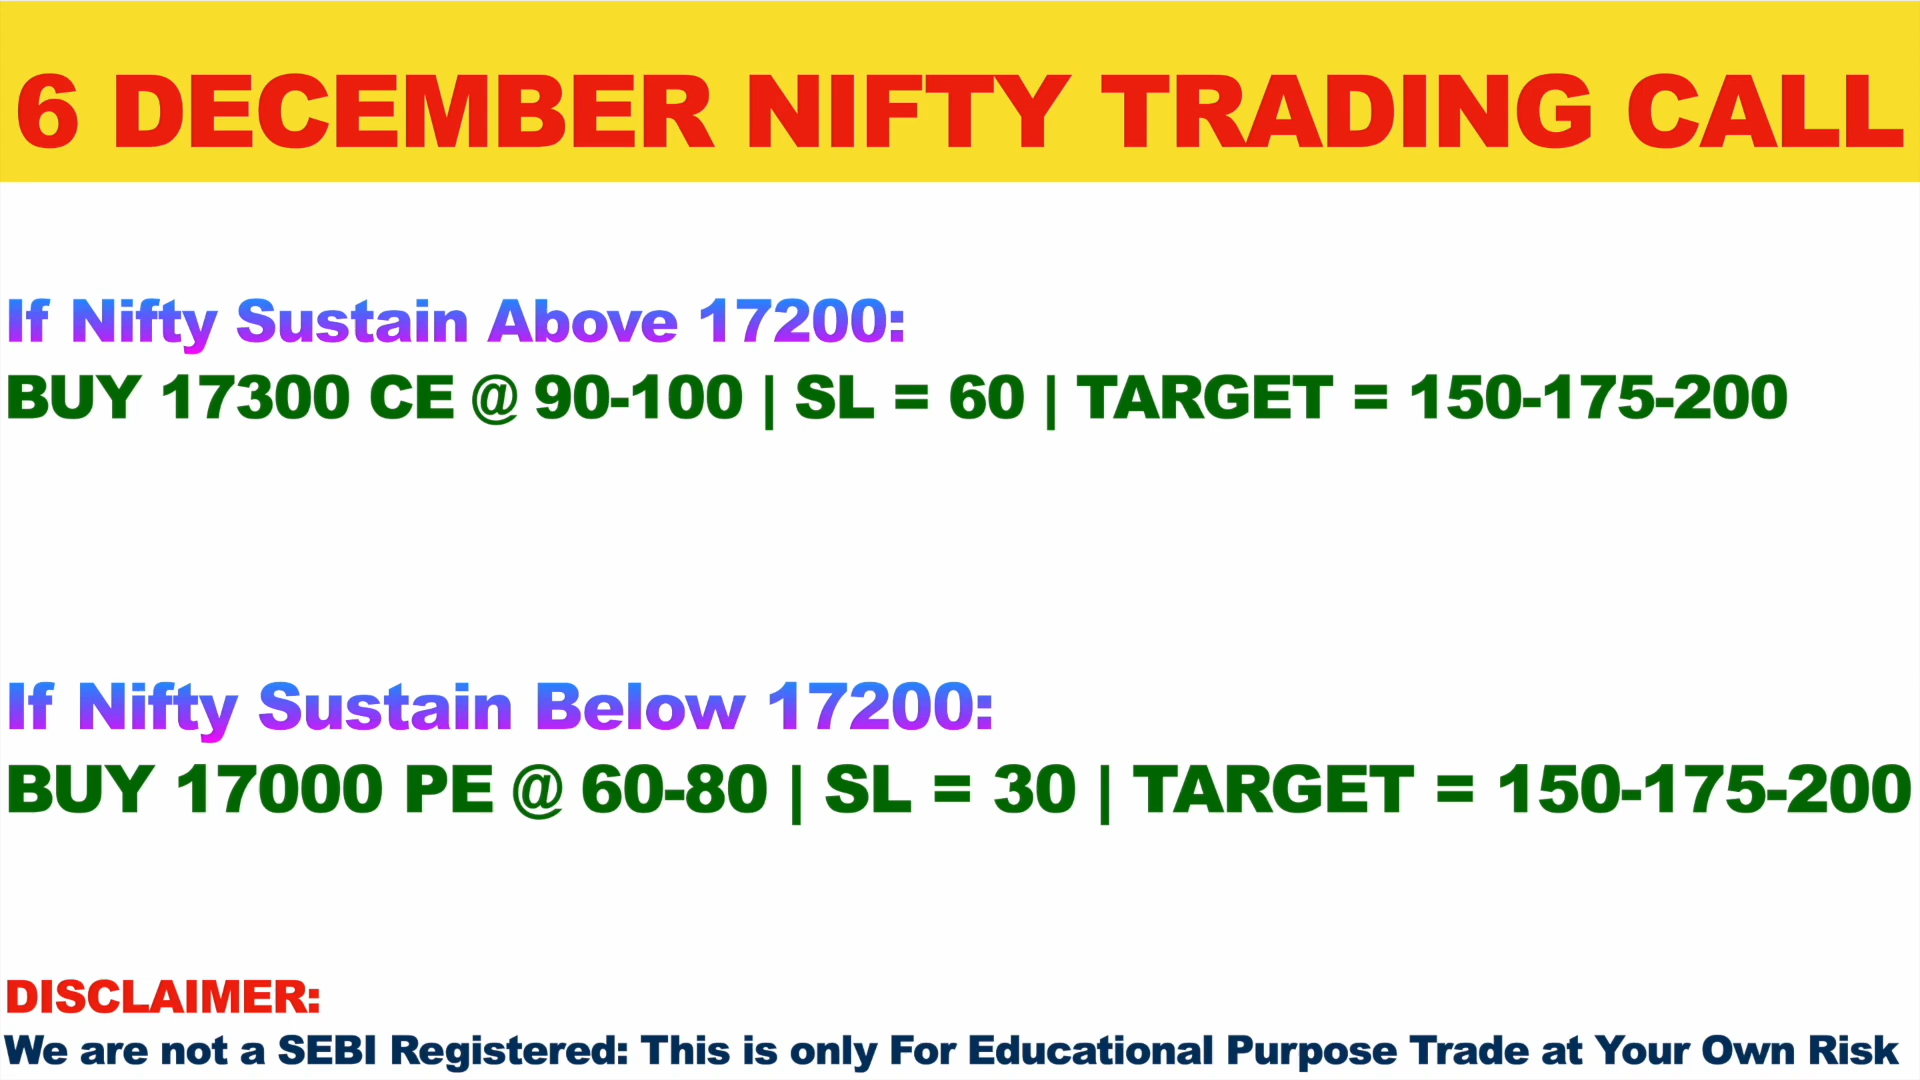 6 DECEMBER NIFTY TRADING CALL
If Nifty Sustain Above 17200:
BUY 17300 CE @ 90-100 | SL = 60 | TARGET = 150-175-200
If Nifty Sustain Below 17200:
BUY 17000 PE @ 60-80 | SL = 30 | TARGET = 150-175-200
DISCLAIMER:
We are not a SEBI Registered: This is only For Educational Purpose Trade at Your Own Risk